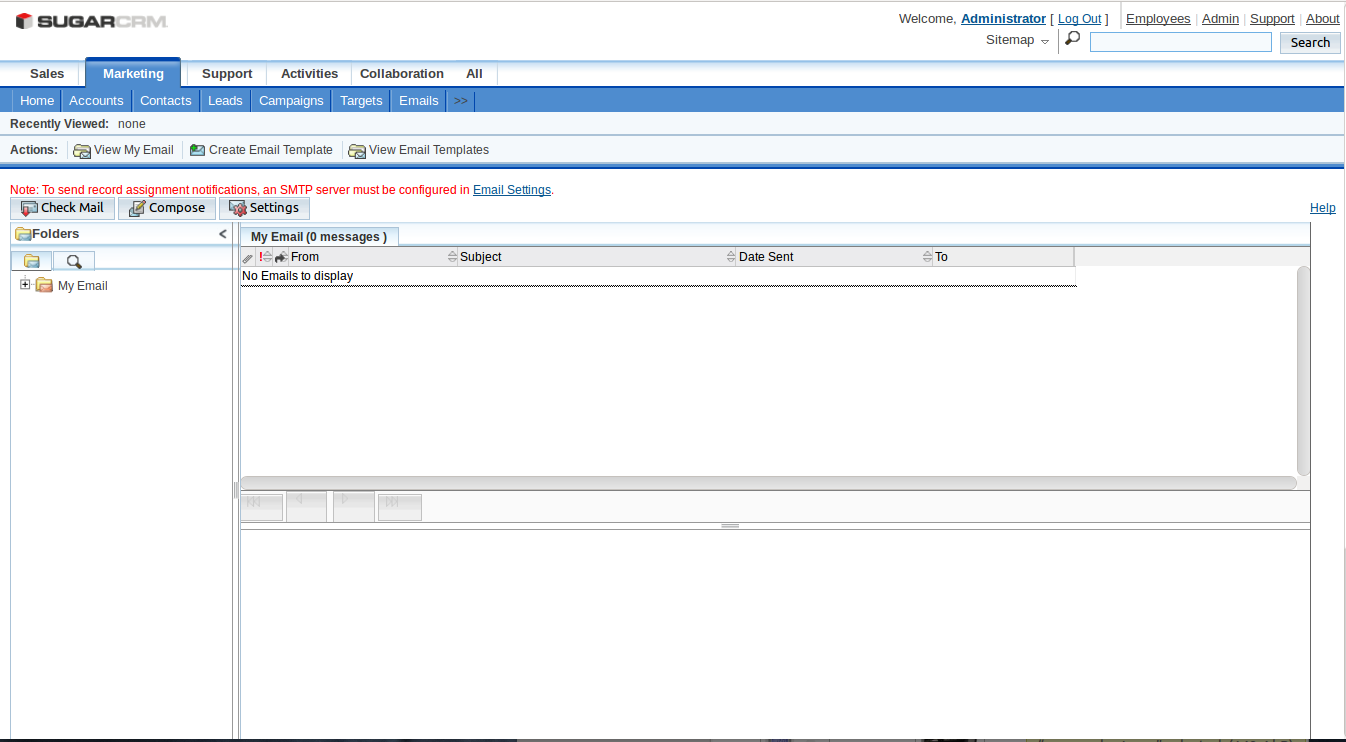 SUGARCRM.
Welcome, Administrator [ Log Out ] Employees | Admin | Support | About
Sitemap Search
Sales Marketing Support Activities Collaboration All
Home Accounts Contacts Leads Campaigns Targets Emails >>
Recently Viewed: none
Actions: View My Email Create Email Template View Email Templates
Note: To send record assignment notifications, an SMTP server must be configured in Email Settings.
Check Mail Compose Settings Help
Folders < My Email (0 messages )
! From Subject Date Sent To
No Emails to display
My Email